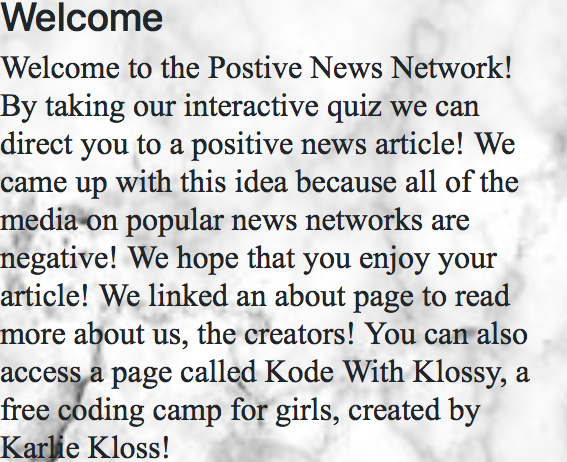 Welcome
Welcome to the Postive News Network!
By taking our interactive quiz we can
direct you to a positive news article! We
came up with this idea because all of the
media on popular news networks are
negative! We hope that you enjoy your
article! We linked an about page to read
more about us, the creators! You can also
access a page called Kode With Klossy, a
free coding camp for girls, created by
Karlie Kloss!